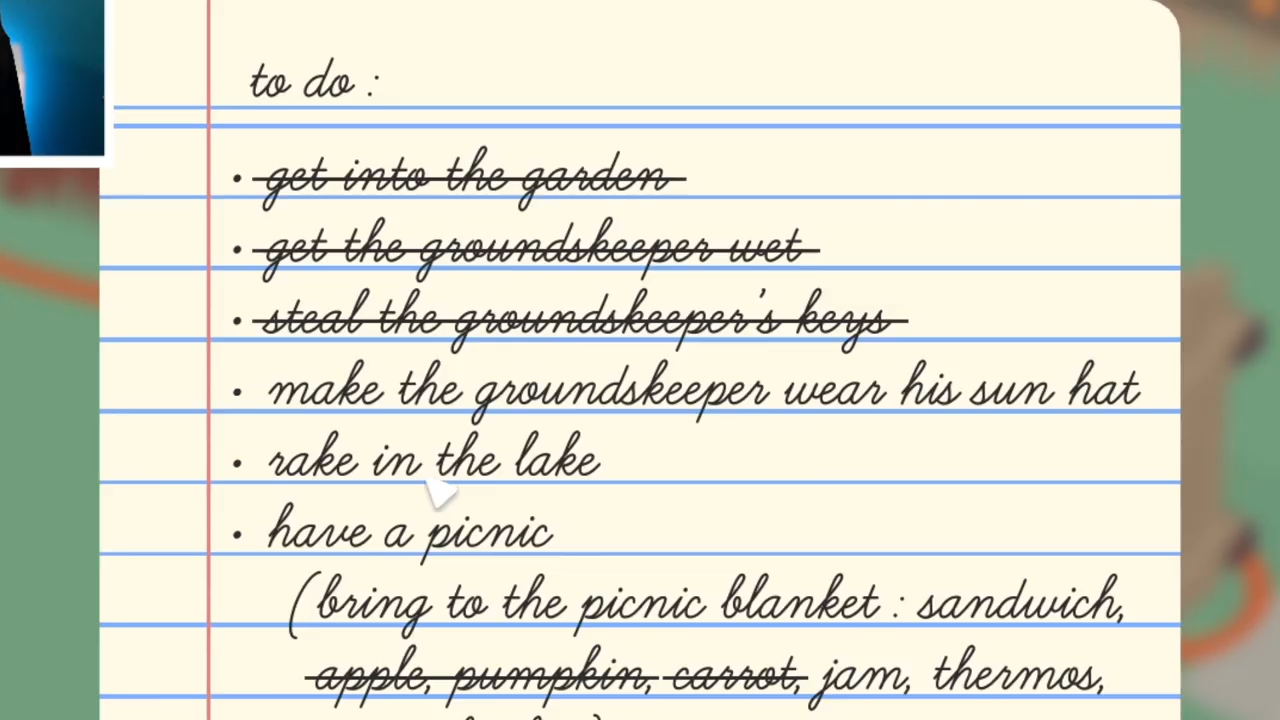 to do :
• get into the garden
• get the groundskeeper wet
• steal the groundskeeper's keys
• make the groundskeeper wear his sun hat
• rake in the lake
• have a picnic
(bring to the picnic blanket : sandwich,
apple, pumpkin, carrot, jam, thermos,